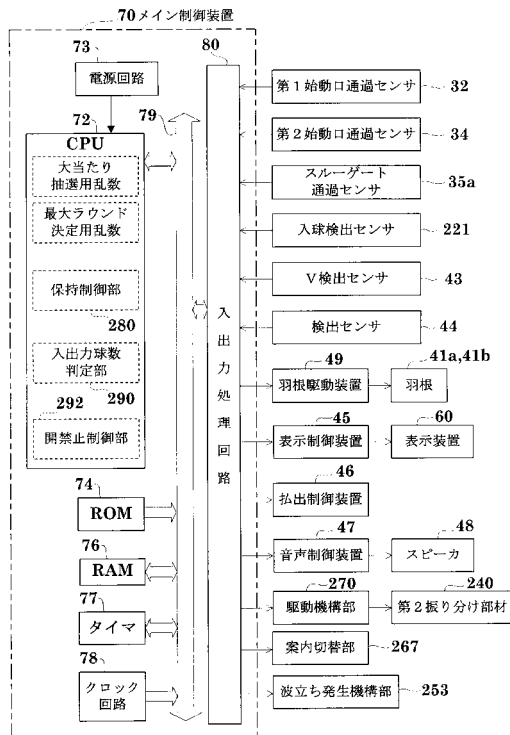 70メイン制御装置
73
電源回路
80
72
79
CPU
大当たり
抽選用乱数
最大ラウンド
決定用乱数
保持制御部
280
入出力球数
判定部
290
292
開禁止制御部
74
ROM
76
RAM
77
タイマ
78
クロック
回路
入出力処理回路
第1始動口通過センサ
32
第2始動口通過センサ
34
スルーゲート
通過センサ
35a
入球検出センサ
221
V検出センサ
43
検出センサ
44
49
41a,41b
羽根駆動装置
羽根
45
60
表示制御装置
表示装置
46
払出制御装置
47
48
音声制御装置
スピーカ
270
240
駆動機構部
第2振り分け部材
案内切替部
267
波立ち発生機構部
253